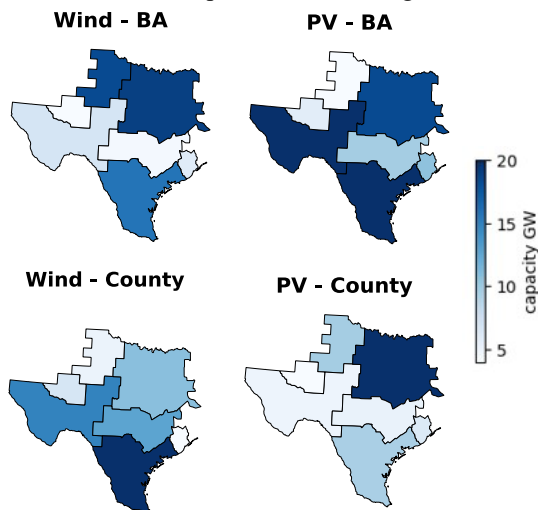 Wind - BA
PV - BA
20
15
10
5
capacity GW
Wind - County
PV - County